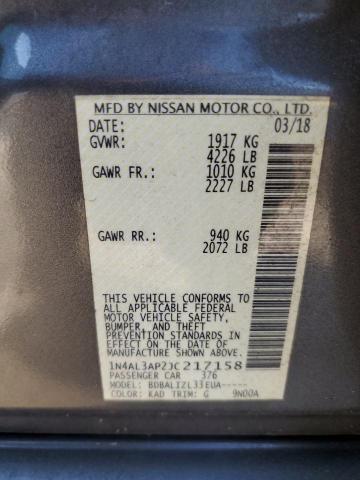 MFD BY NISSAN MOTOR CO., LTD.
DATE: 03/18
GVWR: 1917 KG
4226 LB
GAWR FR.: 1010 KG
2227 LB
GAWR RR.: 940 KG
2072 LB
THIS VEHICLE CONFORMS TO
ALL APPLICABLE FEDERAL
MOTOR VEHICLE SAFETY,
BUMPER, AND THEFT
PREVENTION STANDARDS
IN EFFECT ON THE DATE OF
MANUFACTURE SHOWN ABOVE.
1N4AL3AP2JC217158
PASSENGER CAR 376
MODEL: BDBALIZL33EUA-----
COLOR: KAD TRIM: G 9N00A